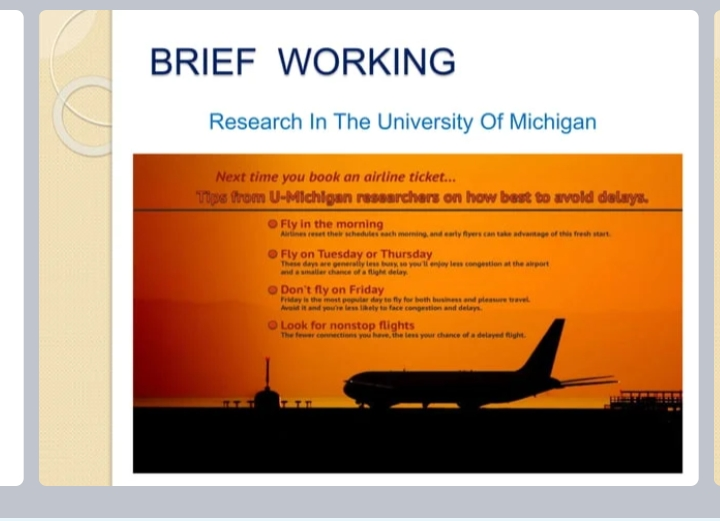 BRIEF WORKING
Research In The University Of Michigan
Next time you book an airline ticket...
Tips from U-Michigan researchers on how best to avoid delays.
Fly in the morning
Airlines reset their schedules each morning, and early flyers can take advantage of this fresh start.
Fly on Tuesday or Thursday
These days are generally less busy, so you'll enjoy less congestion at the airport
and a smaller chance of a flight delay.
Don't fly on Friday
Friday is the most popular day to fly for both business and pleasure travel.
Avoid it and you're less likely to face congestion and delays.
Look for nonstop flights
The fewer connections you have, the less your chance of a delayed flight.